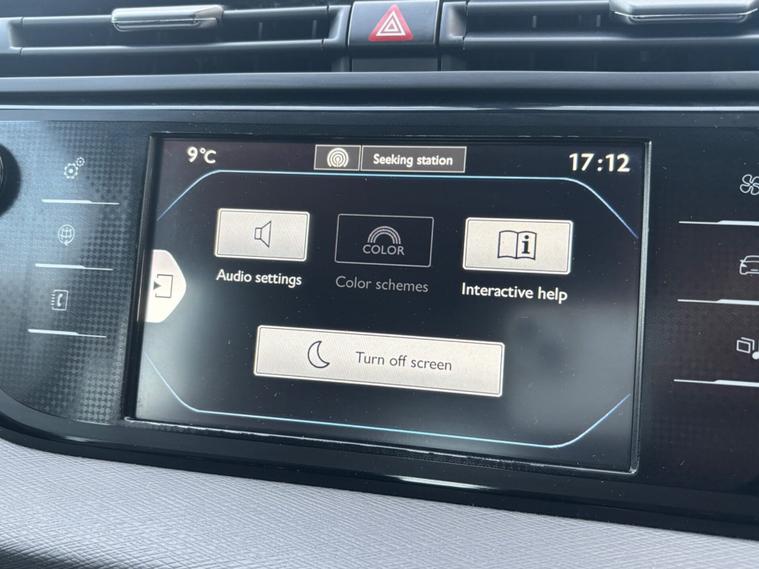 9°C
Seeking station
17:12
COLOR
Audio settings
Color schemes
Interactive help
Turn off screen